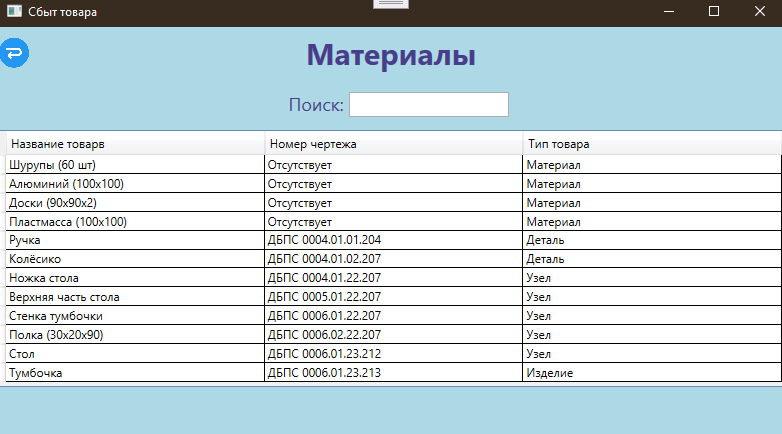 Сбыт товара
Материалы
Поиск:
Название товарв Номер чертежа Тип товара
Шурупы (60 шт) Отсутствует Материал
Алюминий (100х100) Отсутствует Материал
Доски (90х90х2) Отсутствует Материал
Пластмасса (100х100) Отсутствует Материал
Ручка ДБПС 0004.01.01.204 Деталь
Колёсико ДБПС 0004.01.02.207 Деталь
Ножка стола ДБПС 0004.01.22.207 Узел
Верхняя часть стола ДБПС 0005.01.22.207 Узел
Стенка тумбочки ДБПС 0006.01.22.207 Узел
Полка (30х20х90) ДБПС 0006.02.22.207 Узел
Стол ДБПС 0006.01.23.212 Узел
Тумбочка ДБПС 0006.01.23.213 Изделие